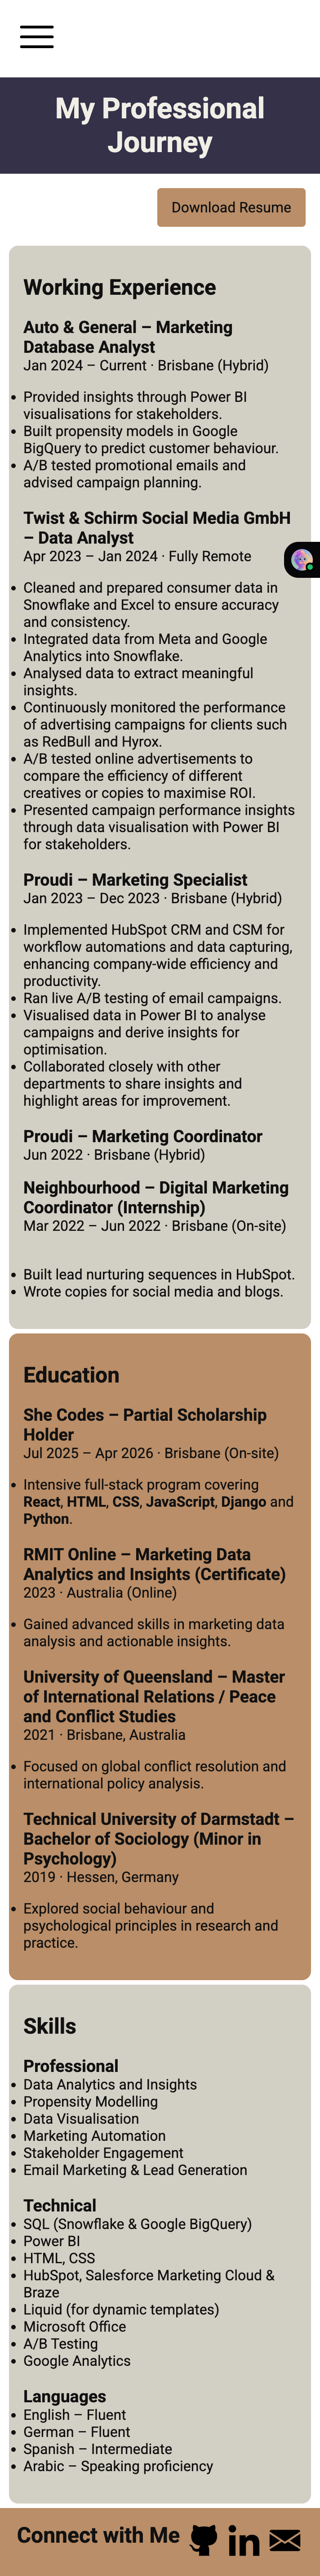 My Professional
Journey
Download Resume
Working Experience
Auto & General – Marketing
Database Analyst
Jan 2024 – Current · Brisbane (Hybrid)
• Provided insights through Power BI
visualisations for stakeholders.
• Built propensity models in Google
BigQuery to predict customer behaviour.
• A/B tested promotional emails and
advised campaign planning.
Twist & Schirm Social Media GmbH
– Data Analyst
Apr 2023 – Jan 2024 · Fully Remote
• Cleaned and prepared consumer data in
Snowflake and Excel to ensure accuracy
and consistency.
• Integrated data from Meta and Google
Analytics into Snowflake.
• Analysed data to extract meaningful
insights.
• Continuously monitored the performance
of advertising campaigns for clients such
as RedBull and Hyrox.
• A/B tested online advertisements to
compare the efficiency of different
creatives or copies to maximise ROI.
• Presented campaign performance insights
through data visualisation with Power BI
for stakeholders.
Proudi – Marketing Specialist
Jan 2023 – Dec 2023 · Brisbane (Hybrid)
• Implemented HubSpot CRM and CSM for
workflow automations and data capturing,
enhancing company-wide efficiency and
productivity.
• Ran live A/B testing of email campaigns.
• Visualised data in Power BI to analyse
campaigns and derive insights for
optimisation.
• Collaborated closely with other
departments to share insights and
highlight areas for improvement.
Proudi – Marketing Coordinator
Jun 2022 · Brisbane (Hybrid)
Neighbourhood – Digital Marketing
Coordinator (Internship)
Mar 2022 – Jun 2022 · Brisbane (On-site)
• Built lead nurturing sequences in HubSpot.
• Wrote copies for social media and blogs.
Education
She Codes – Partial Scholarship
Holder
Jul 2025 – Apr 2026 · Brisbane (On-site)
• Intensive full-stack program covering
React, HTML, CSS, JavaScript, Django and
Python.
RMIT Online – Marketing Data
Analytics and Insights (Certificate)
2023 · Australia (Online)
• Gained advanced skills in marketing data
analysis and actionable insights.
University of Queensland – Master
of International Relations / Peace
and Conflict Studies
2021 · Brisbane, Australia
• Focused on global conflict resolution and
international policy analysis.
Technical University of Darmstadt –
Bachelor of Sociology (Minor in
Psychology)
2019 · Hessen, Germany
• Explored social behaviour and
psychological principles in research and
practice.
Skills
Professional
• Data Analytics and Insights
• Propensity Modelling
• Data Visualisation
• Marketing Automation
• Stakeholder Engagement
• Email Marketing & Lead Generation
Technical
• SQL (Snowflake & Google BigQuery)
• Power BI
• HTML, CSS
• HubSpot, Salesforce Marketing Cloud &
Braze
• Liquid (for dynamic templates)
• Microsoft Office
• A/B Testing
• Google Analytics
Languages
• English – Fluent
• German – Fluent
• Spanish – Intermediate
• Arabic – Speaking proficiency
Connect with Me
in